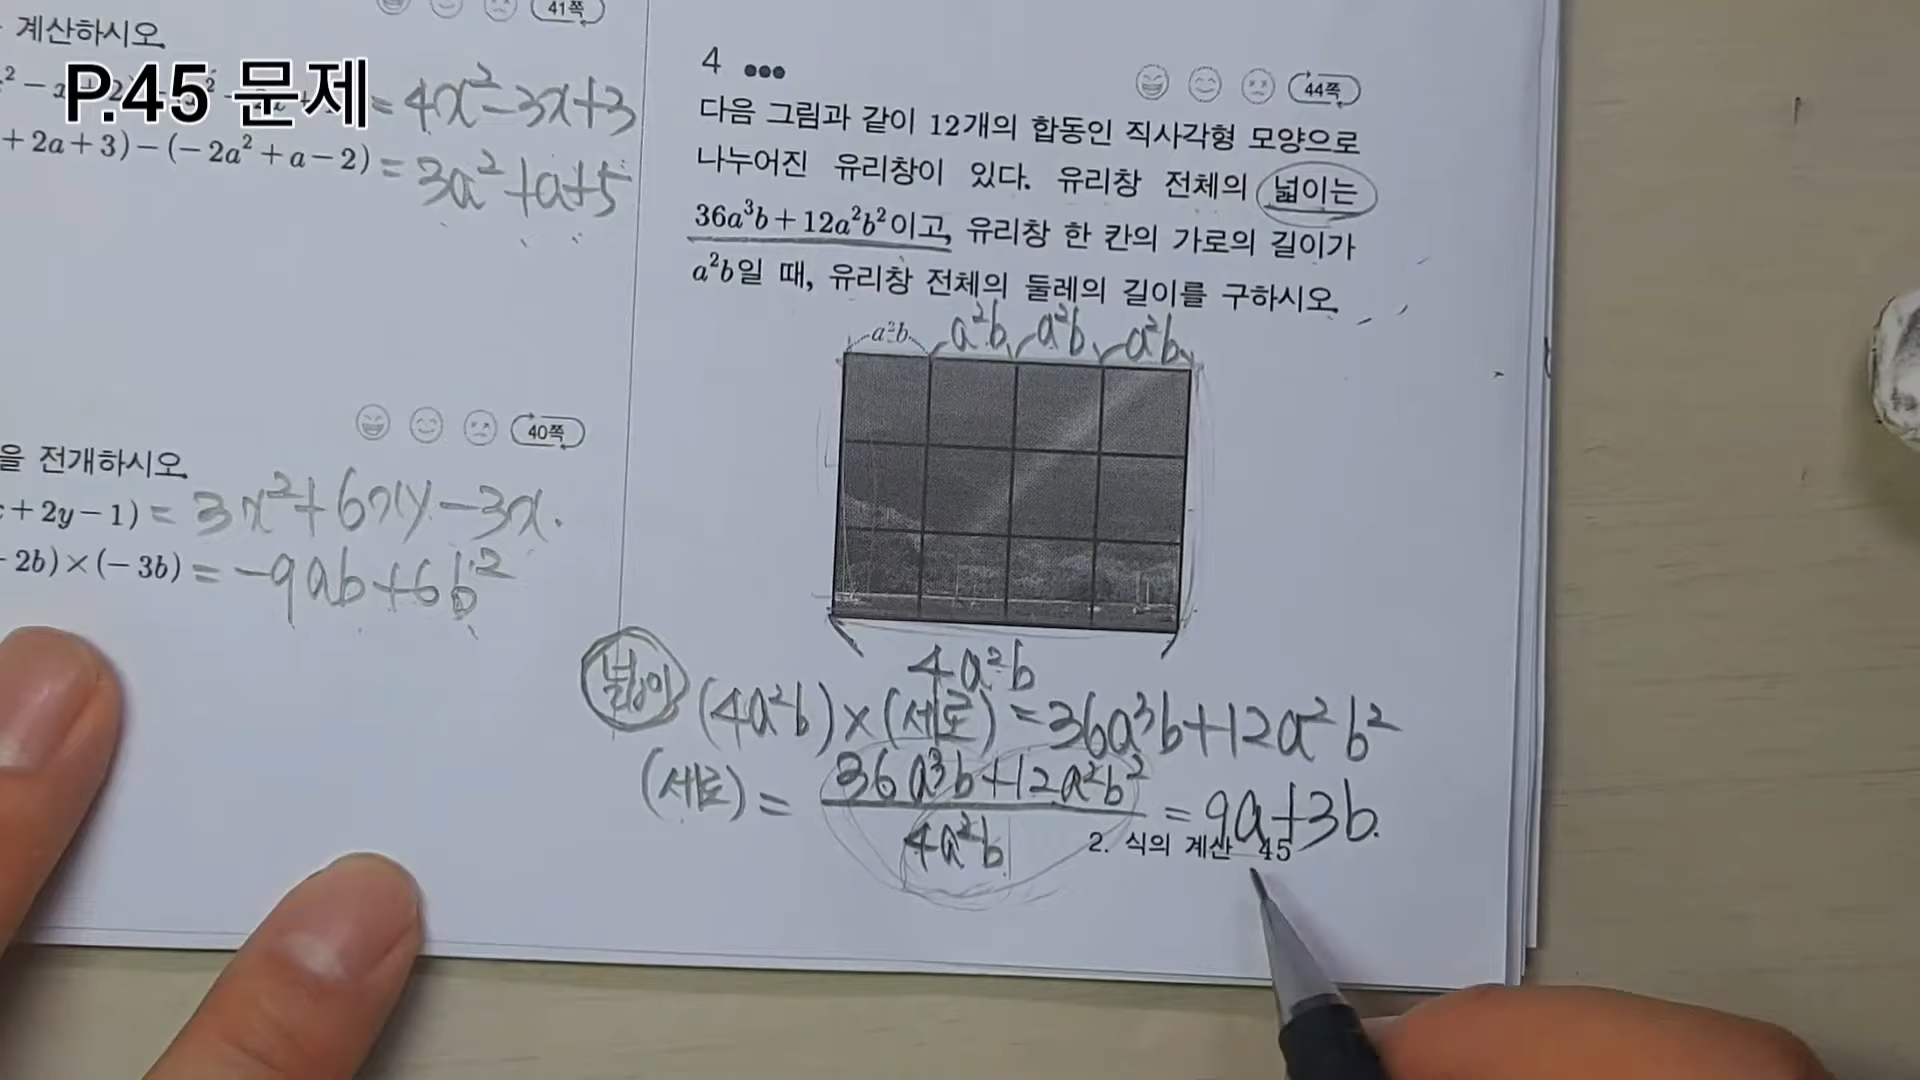 41쪽
계산하시오.
P.45 문제
= 4x²-3x+3
+2a+3)-(-2a²+a-2) = 3a²+a+5
40쪽
을 전개하시오.
+2y-1) = 3x²+6xy-3x.
2b)×(-3b) = -9ab+6b²
4
44쪽
다음 그림과 같이 12개의 합동인 직사각형 모양으로
나누어진 유리창이 있다. 유리창 전체의 넓이는
36a³b+12a²b²이고, 유리창 한 칸의 가로의 길이가
a²b일 때, 유리창 전체의 둘레의 길이를 구하시오.
a²b a²b a²b a²b
4a²b
넓이 (4a²b)×(세로)=36a³b+12a²b²
(세로) = 36a³b+12a²b² / 4a²b = 9a+3b.
2. 식의 계산 45